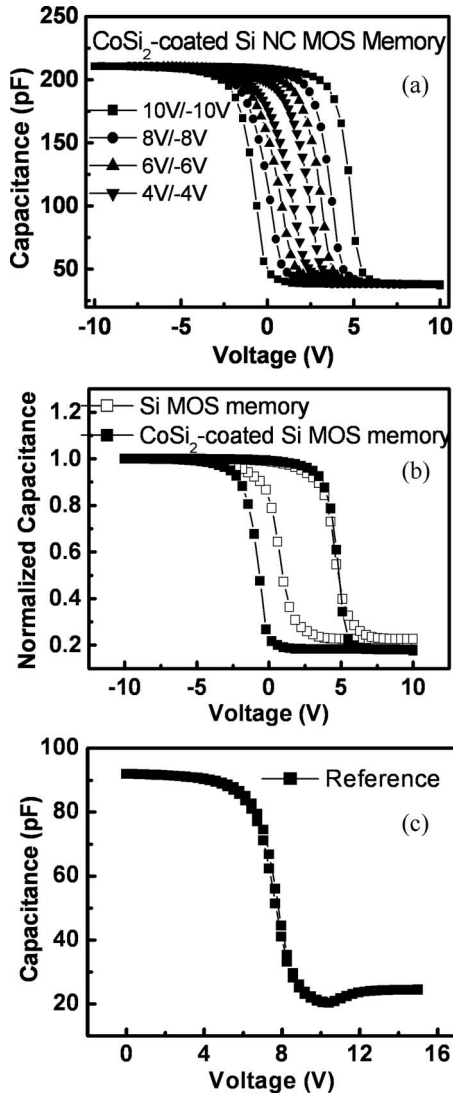 CoSi2-coated Si NC MOS Memory
(a)
10V/-10V
8V/-8V
6V/-6V
4V/-4V
Capacitance (pF)
250
200
150
100
50
-10
-5
0
5
10
Voltage (V)
Si MOS memory
CoSi2-coated Si MOS memory
(b)
Normalized Capacitance
1.2
1.0
0.8
0.6
0.4
0.2
-10
-5
0
5
10
Voltage (V)
Reference
(c)
Capacitance (pF)
100
80
60
40
20
0
4
8
12
16
Voltage (V)